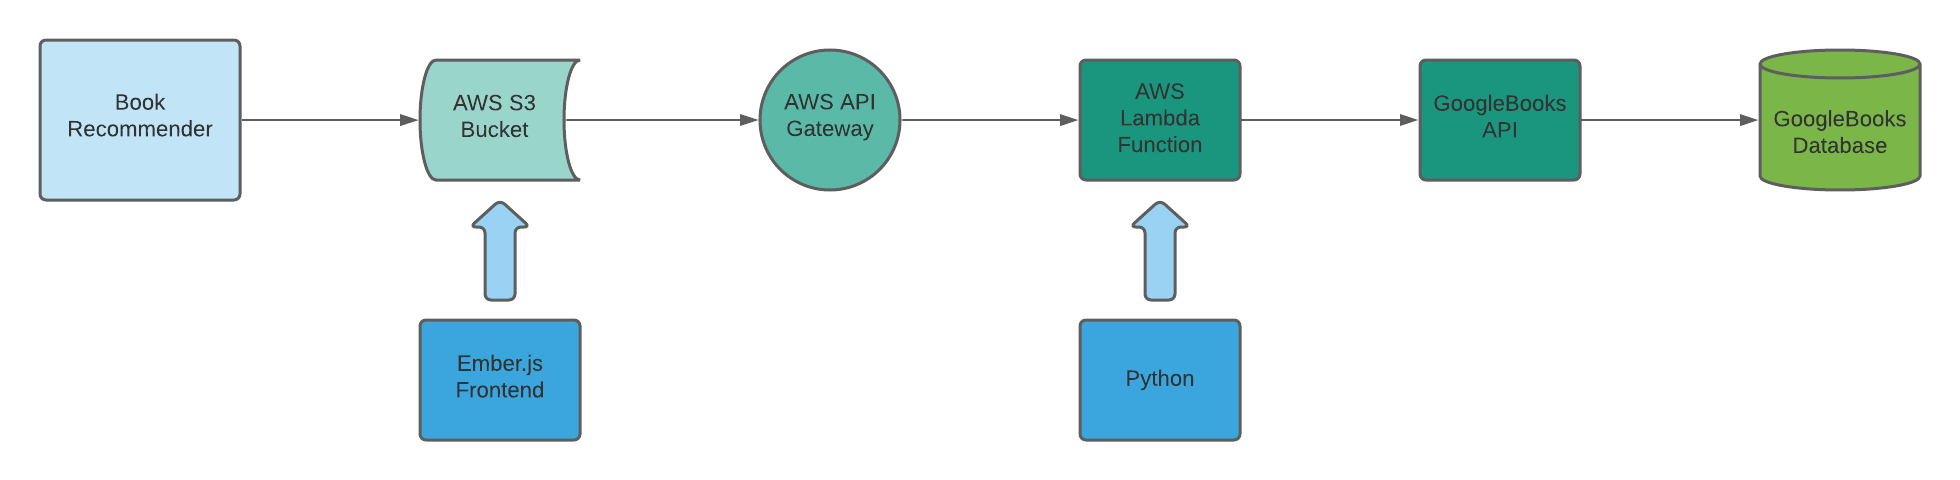 Book
Recommender
AWS S3
Bucket
AWS API
Gateway
AWS
Lambda
Function
GoogleBooks
API
GoogleBooks
Database
Ember.js
Frontend
Python